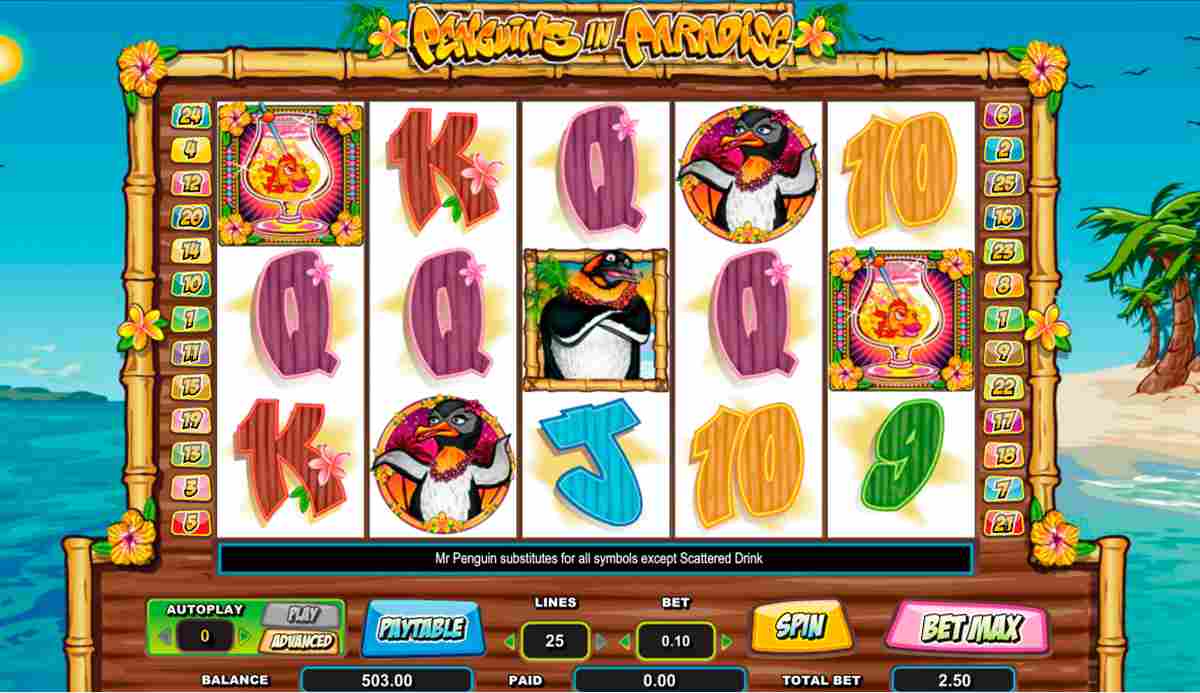 PENGUINS IN PARADISE
24
4
12
20
14
10
1
11
15
19
13
3
5
K Q 10
Q Q Q
K J 10 9
6
2
25
16
23
8
1
9
22
17
18
7
21
Mr Penguin substitutes for all symbols except Scattered Drink
AUTOPLAY
0
PLAY
ADVANCED
PAYTABLE
LINES
25
BET
0.10
SPIN
BET MAX
BALANCE 503.00 PAID 0.00 TOTAL BET 2.50